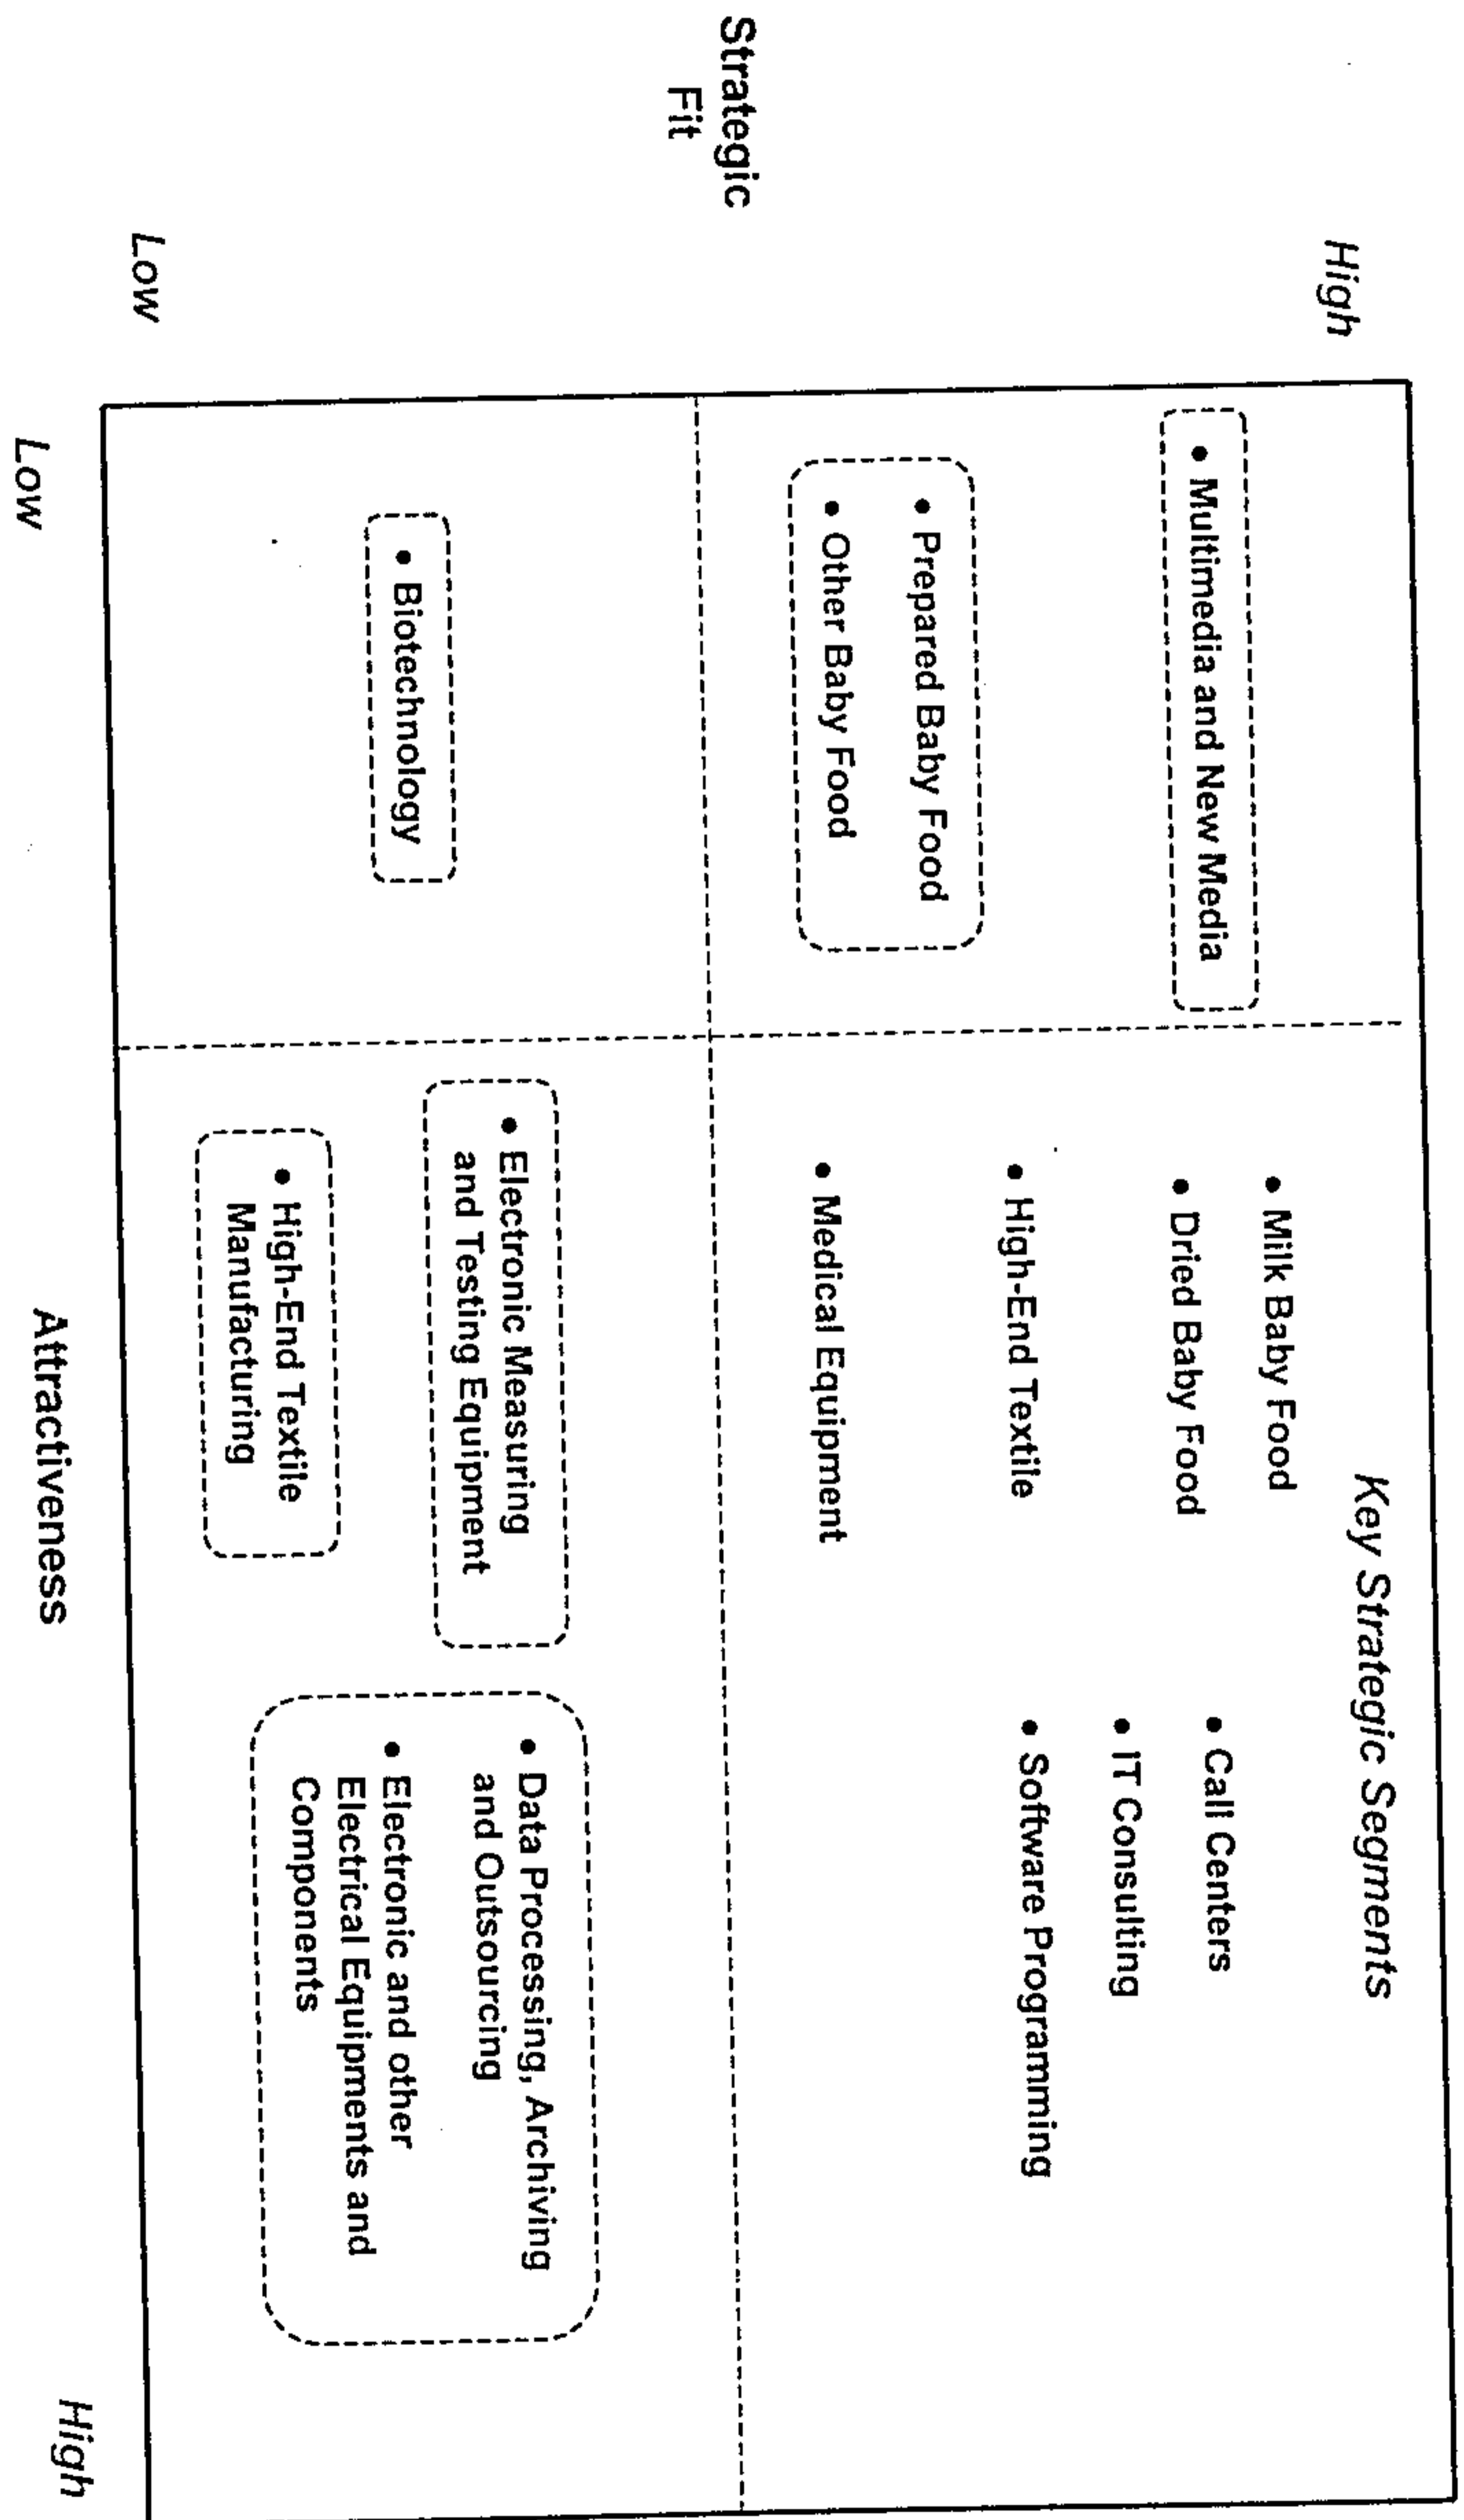 Key Strategic Segments
High
• Multimedia and New Media
• Prepared Baby Food
• Other Baby Food
• Milk Baby Food
• Dried Baby Food
• High-End Textile
• Medical Equipment
• Call Centers
• IT Consulting
• Software Programming
Strategic
Fit
• Biotechnology
• Electronic Measuring
and Testing Equipment
• High-End Textile
Manufacturing
• Data Processing, Archiving
and Outsourcing
• Electronic and other
Electrical Equipments and
Components
Low
Low
Attractiveness
High